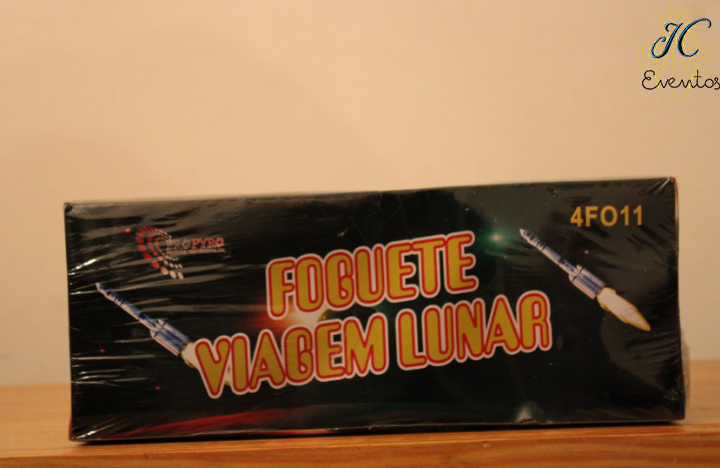 JC
Eventos
4FO11
FOGUETE
VIAGEM LUNAR